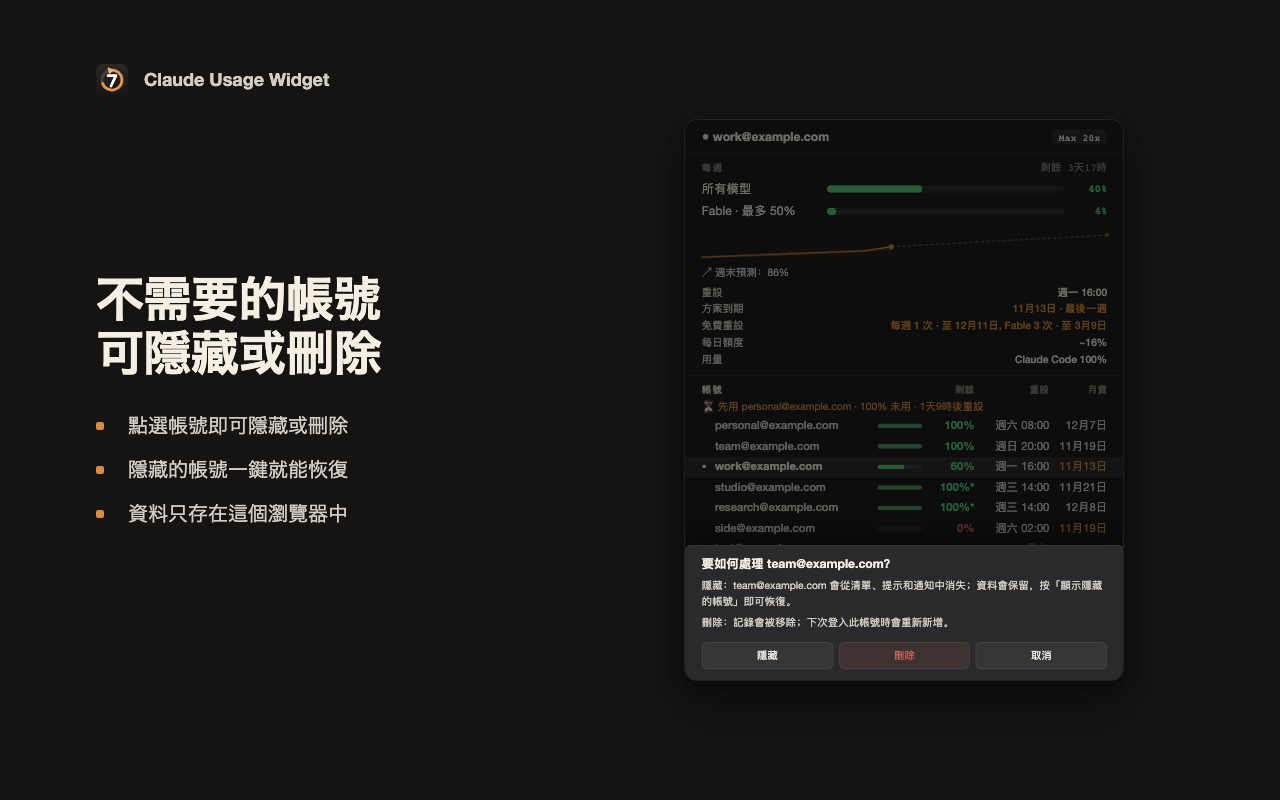 7
Claude Usage Widget
不需要的帳號
可隱藏或刪除
點選帳號即可隱藏或刪除
隱藏的帳號一鍵就能恢復
資料只存在這個瀏覽器中
work@example.com Max 20x
每週 剩餘 3天17時
所有模型 40%
Fable · 最多 50% 4%
週末預測：86%
重設 週一 16:00
方案到期 11月13日 · 最後一週
免費重設 每週 1 次 · 至 12月11日, Fable 3 次 · 至 3月9日
每日額度 ~16%
用量 Claude Code 100%
帳號 剩餘 重設 月費
⏳ 先用 personal@example.com · 100% 未用 · 1天9時後重設
personal@example.com 100% 週六 08:00 12月7日
team@example.com 100% 週日 20:00 11月19日
work@example.com 60% 週一 16:00 11月13日
studio@example.com 100%* 週三 14:00 11月21日
research@example.com 100%* 週三 14:00 12月8日
side@example.com 0% 週六 02:00 11月19日
要如何處理 team@example.com?
隱藏：team@example.com 會從清單、提示和通知中消失；資料會保留，按「顯示隱藏
的帳號」即可恢復。
刪除：記錄會被移除；下次登入此帳號時會重新新增。
隱藏 刪除 取消